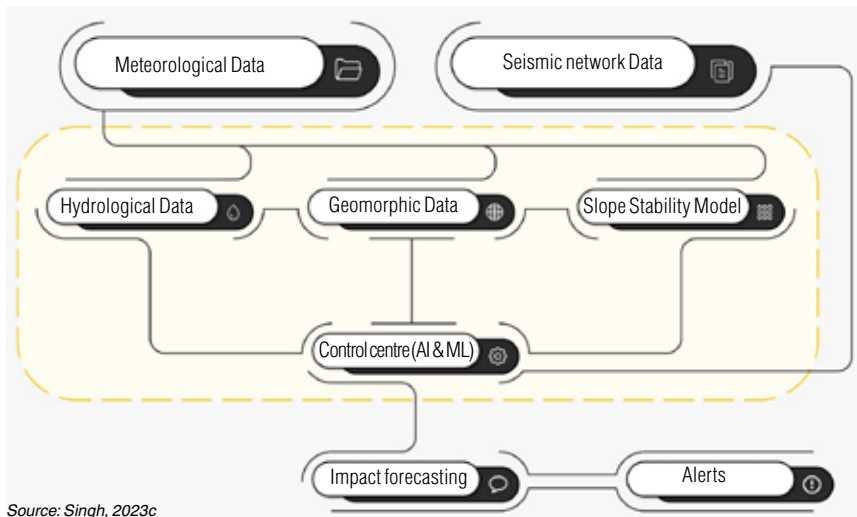 Meteorological Data
Seismic network Data
Hydrological Data
Geomorphic Data
Slope Stability Model
Control centre (AI & ML)
Impact forecasting
Alerts
Source: Singh, 2023c